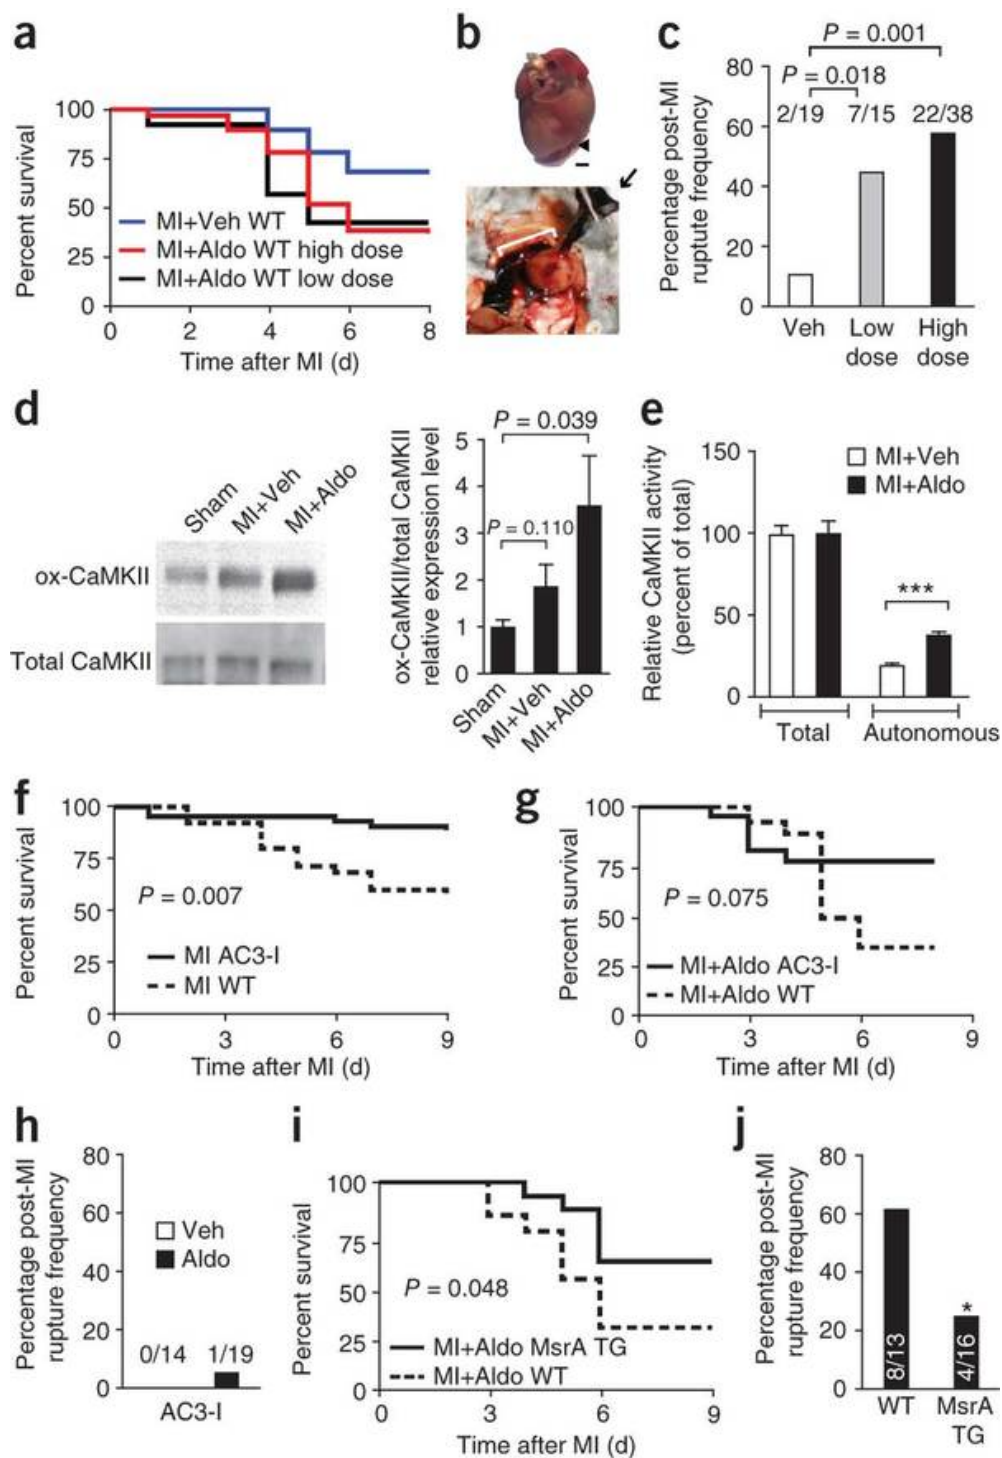 a
Percent survival
100
75
50
25
0
MI+Veh WT
MI+Aldo WT high dose
MI+Aldo WT low dose
0 2 4 6 8
Time after MI (d)
b
c
P = 0.001
P = 0.018
2/19 7/15 22/38
Percentage post-MI
ruptute frequency
80
60
40
20
0
Veh Low High
dose dose
d
Sham MI+Veh MI+Aldo
ox-CaMKII
Total CaMKII
ox-CaMKII/total CaMKII
relative expression level
P = 0.039
P = 0.110
5
4
3
2
1
0
Sham
MI+Veh
MI+Aldo
e
Relative CaMKII activity
(percent of total)
150
100
50
0
MI+Veh
MI+Aldo
***
Total Autonomous
f
Percent survival
100
75
50
25
0
P = 0.007
MI AC3-I
MI WT
0 3 6 9
Time after MI (d)
g
Percent survival
100
75
50
25
0
P = 0.075
MI+Aldo AC3-I
MI+Aldo WT
0 3 6 9
Time after MI (d)
h
Percentage post-MI
rupture frequency
80
60
40
20
0
Veh
Aldo
0/14 1/19
AC3-I
i
Percent survival
100
75
50
25
0
P = 0.048
MI+Aldo MsrA TG
MI+Aldo WT
0 3 6 9
Time after MI (d)
j
Percentage post-MI
rupture frequency
80
60
40
20
0
8/13
*
4/16
WT MsrA
TG